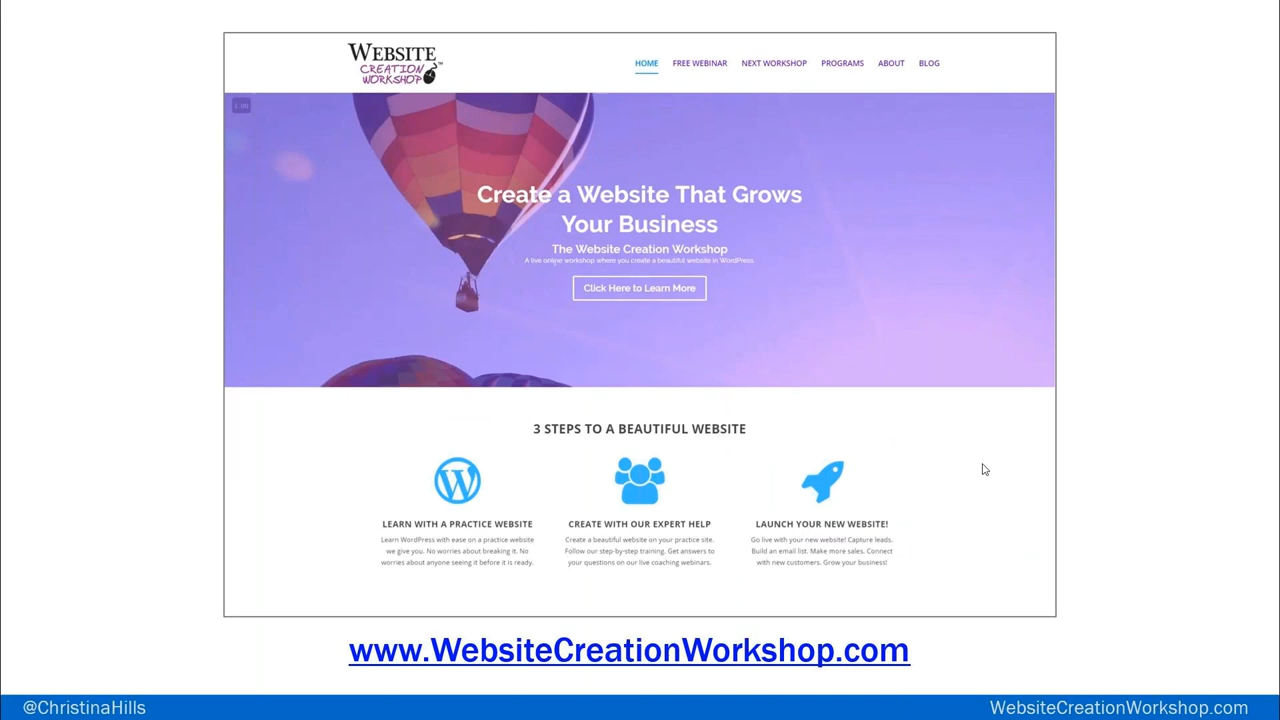 WEBSITE
CREATION
WORKSHOP™
HOME FREE WEBINAR NEXT WORKSHOP PROGRAMS ABOUT BLOG
Create a Website That Grows
Your Business
The Website Creation Workshop
A live online workshop where you create a beautiful website in WordPress.
Click Here to Learn More
3 STEPS TO A BEAUTIFUL WEBSITE
LEARN WITH A PRACTICE WEBSITE
Learn WordPress with ease on a practice website
we give you. No worries about breaking it. No
worries about anyone seeing it before it is ready.
CREATE WITH OUR EXPERT HELP
Create a beautiful website on your practice site.
Follow our step-by-step training. Get answers to
your questions on our live coaching webinars.
LAUNCH YOUR NEW WEBSITE!
Go live with your new website! Capture leads.
Build an email list. Make more sales. Connect
with new customers. Grow your business!
www.WebsiteCreationWorkshop.com
@ChristinaHills
WebsiteCreationWorkshop.com